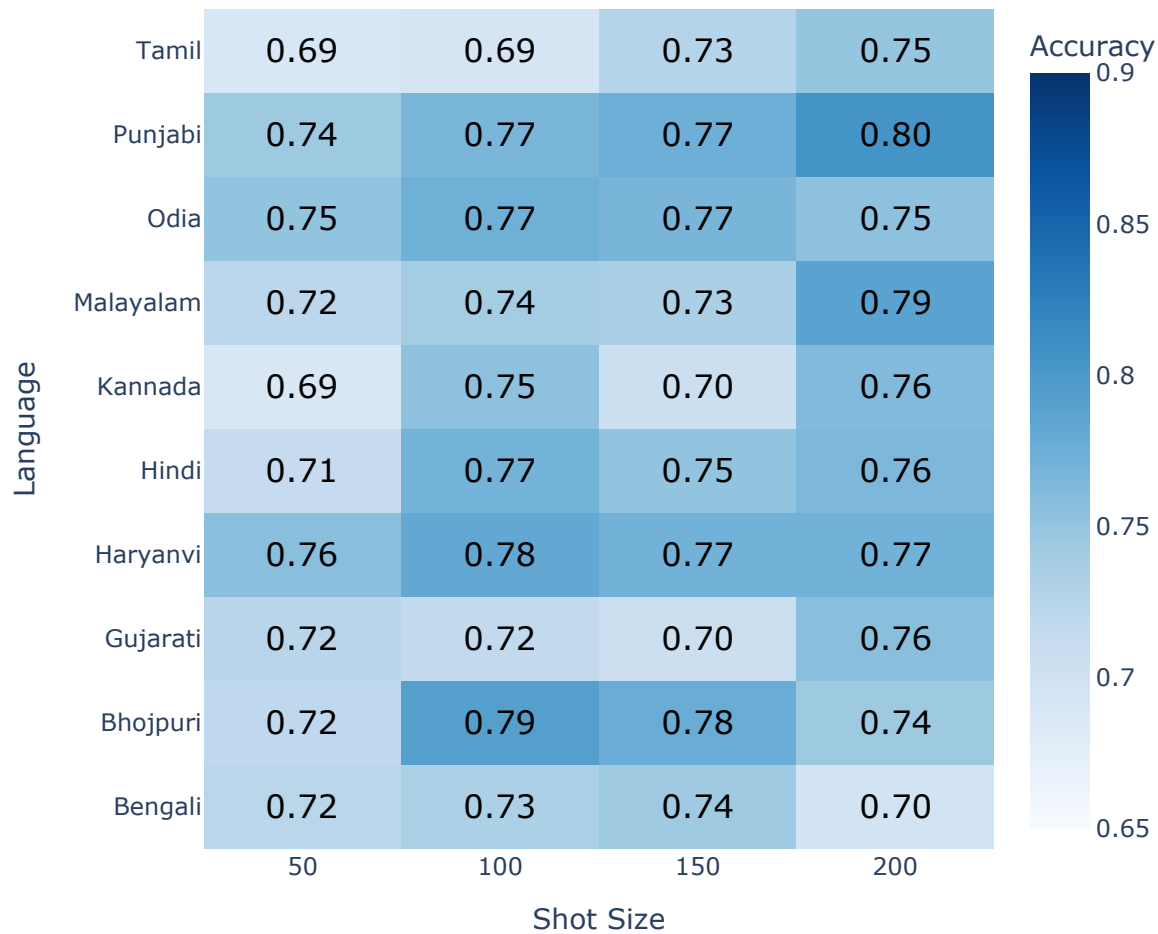 Accuracy
Tamil 0.69 0.69 0.73 0.75
Punjabi 0.74 0.77 0.77 0.80
Odia 0.75 0.77 0.77 0.75
Malayalam 0.72 0.74 0.73 0.79
Kannada 0.69 0.75 0.70 0.76
Hindi 0.71 0.77 0.75 0.76
Haryanvi 0.76 0.78 0.77 0.77
Gujarati 0.72 0.72 0.70 0.76
Bhojpuri 0.72 0.79 0.78 0.74
Bengali 0.72 0.73 0.74 0.70
50 100 150 200
Shot Size
Language
0.9
0.85
0.8
0.75
0.7
0.65